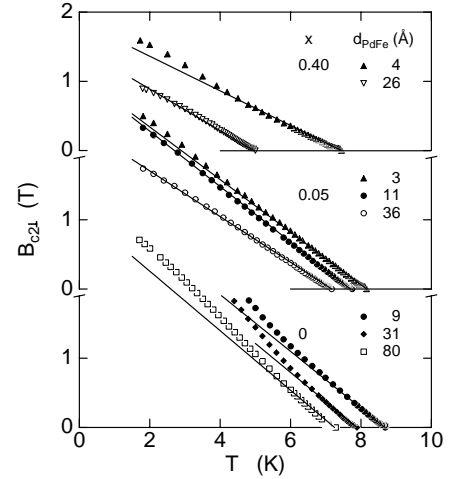 x d_PdFe (Å)
0.40 ▲ 4
▽ 26
2
1
0
0.05 ▲ 3
● 11
○ 36
1
0
0 ● 9
◆ 31
□ 80
1
0
B_c2⊥ (T)
0 2 4 6 8 10
T (K)